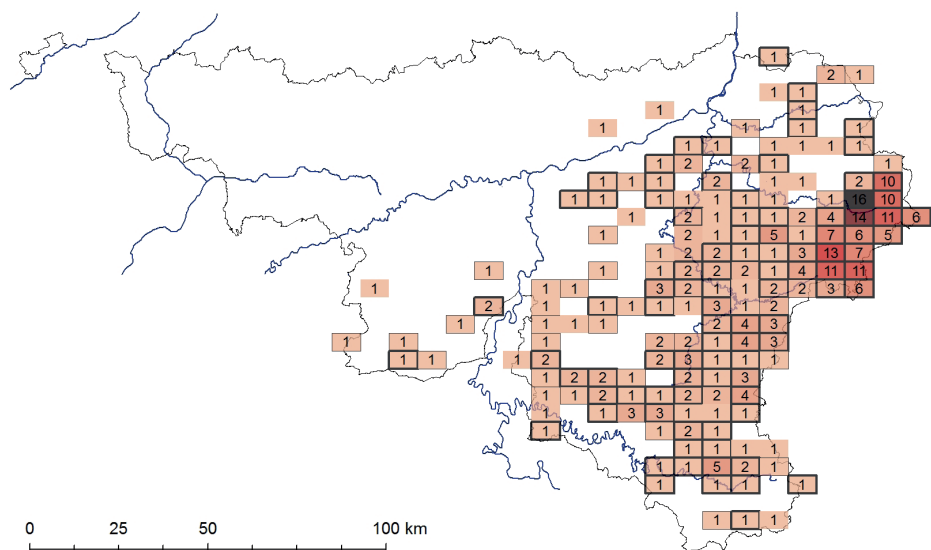 1
2 1
1 1
1 1
1 1 1 1
1 1 1 1 1 1
1 2 2 1 1
1 1 1 2 1 1 2 10
1 1 1 1 1 1 1 1 16 10
1 2 1 1 1 2 4 14 11 6
1 2 1 1 5 1 7 6 5
1 2 2 1 1 3 13 7
1 1 1 2 2 2 1 4 11 11
1 1 1 3 2 1 1 2 2 3 6
2 1 1 1 1 1 3 1 2
1 1 1 1 2 4 3
1 1 1 2 2 1 4 3
1 1 1 2 2 3 1 1 1
1 2 2 1 2 1 3
1 1 2 1 1 2 2 4
1 1 3 3 1 1 1
1 1 2 1
1 1 1 1
1 1 5 2 1
1 1 1 1
1 1 1
0 25 50 100 km